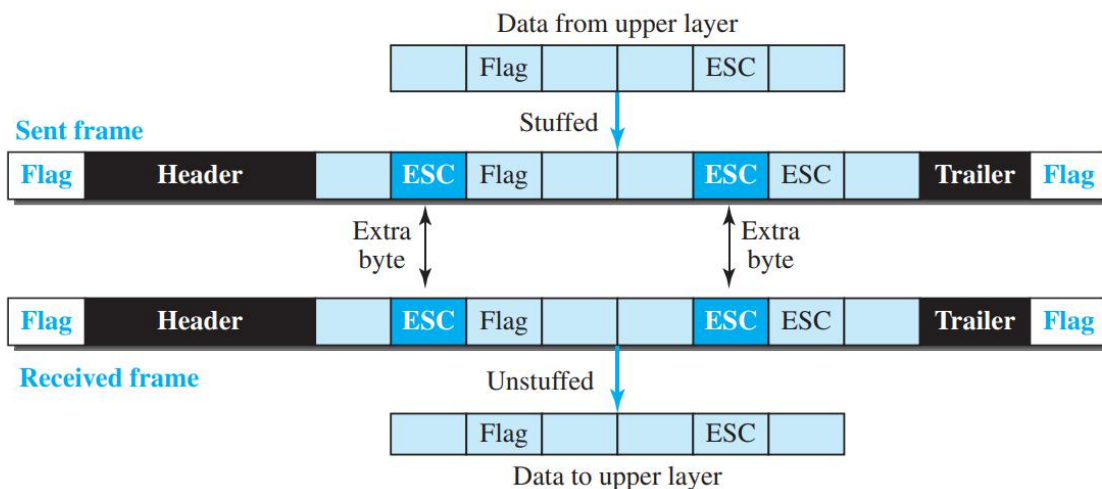 Data from upper layer
Flag ESC
Stuffed
Sent frame
Flag Header ESC Flag ESC ESC Trailer Flag
Extra byte
Extra byte
Flag Header ESC Flag ESC ESC Trailer Flag
Received frame
Unstuffed
Flag ESC
Data to upper layer